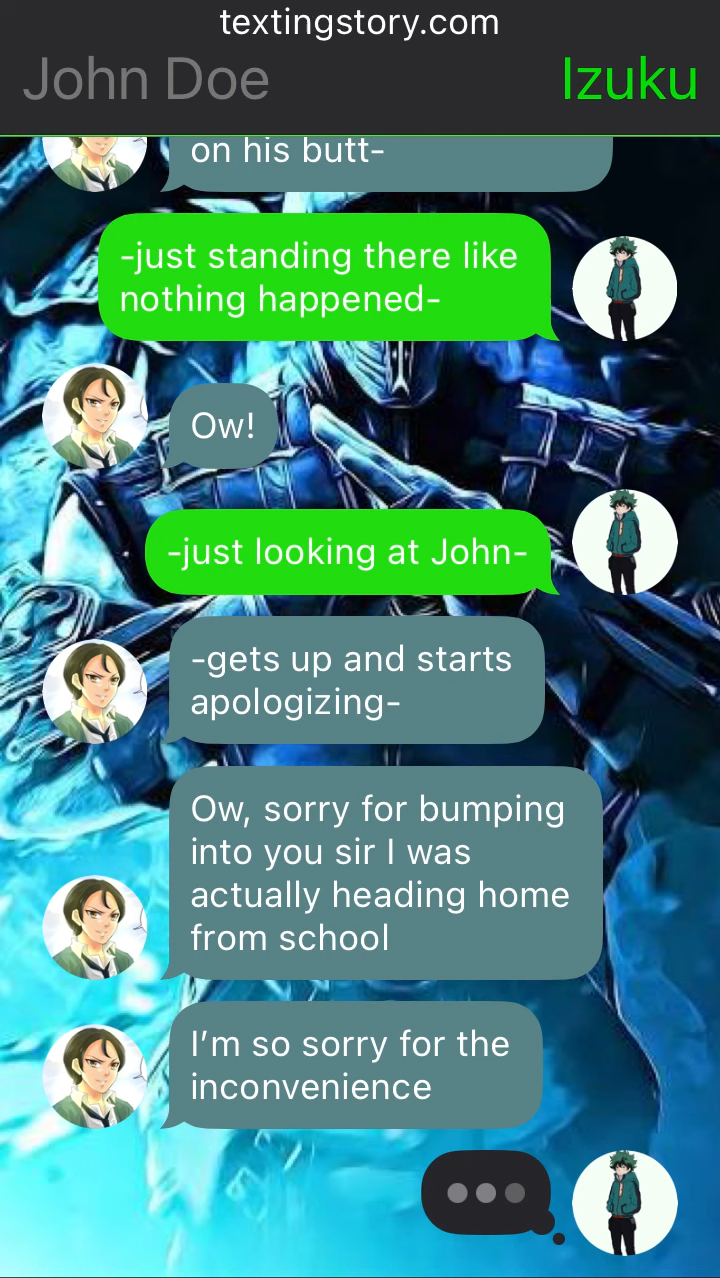 textingstory.com
John Doe
Izuku
on his butt-
-just standing there like
nothing happened-
Ow!
-just looking at John-
-gets up and starts
apologizing-
Ow, sorry for bumping
into you sir I was
actually heading home
from school
I’m so sorry for the
inconvenience